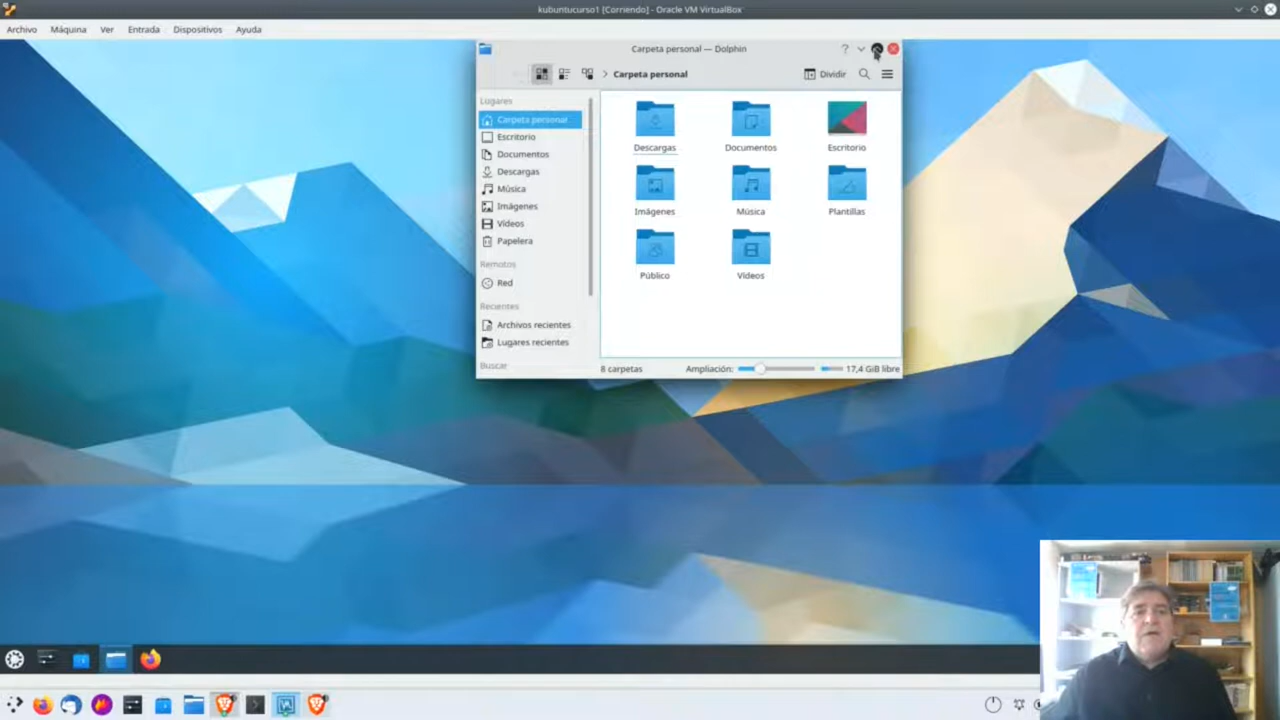 kubuntucurso1 [Corriendo] - Oracle VM VirtualBox
Archivo Máquina Ver Entrada Dispositivos Ayuda
Carpeta personal — Dolphin
Carpeta personal
Dividir
Lugares
Carpeta personal
Escritorio
Documentos
Descargas
Música
Imágenes
Vídeos
Papelera
Remotos
Red
Recientes
Archivos recientes
Lugares recientes
Buscar
Descargas Documentos Escritorio
Imágenes Música Plantillas
Público Vídeos
8 carpetas Ampliación: 17,4 GiB libre